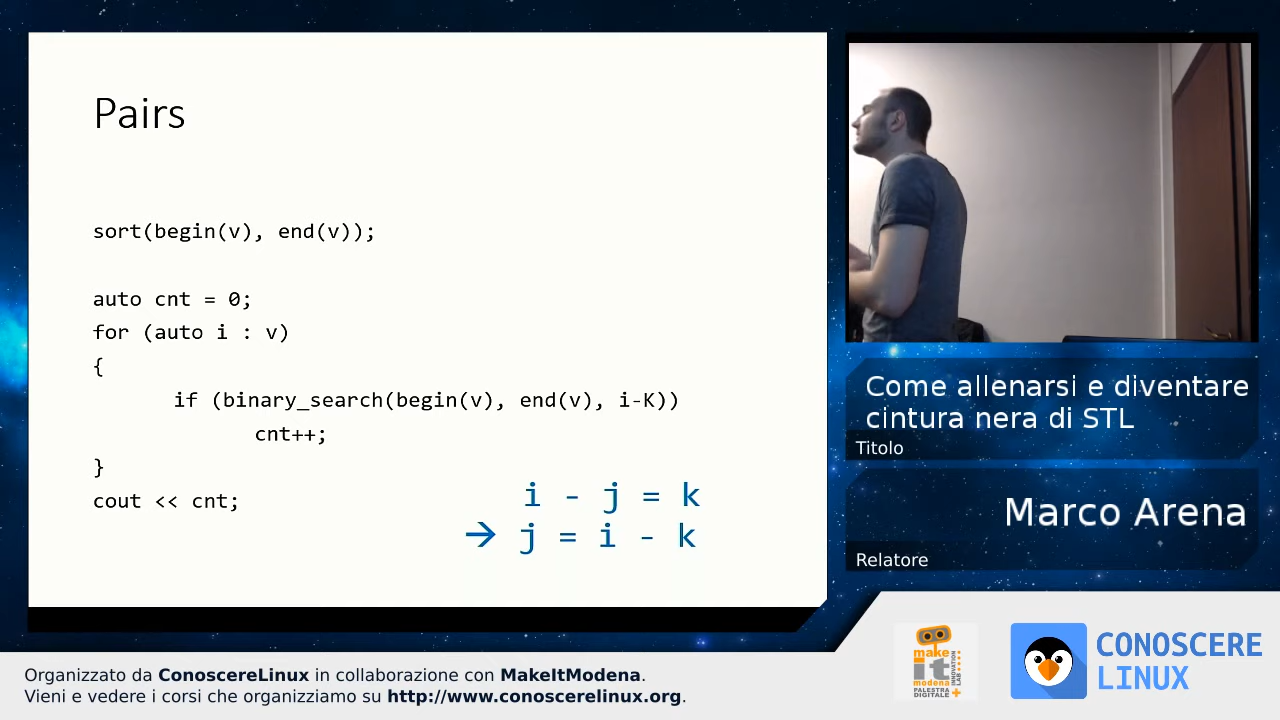 Pairs
sort(begin(v), end(v));
auto cnt = 0;
for (auto i : v)
{
if (binary_search(begin(v), end(v), i-K))
cnt++;
}
cout << cnt;
i - j = k
→ j = i - k
Come allenarsi e diventare
cintura nera di STL
Titolo
Marco Arena
Relatore
make
it
modena
PALESTRA
DIGITALE
INNOVATION
LAB
CONOSCERE
LINUX
Organizzato da ConoscereLinux in collaborazione con MakeItModena.
Vieni e vedere i corsi che organizziamo su http://www.conoscerelinux.org.